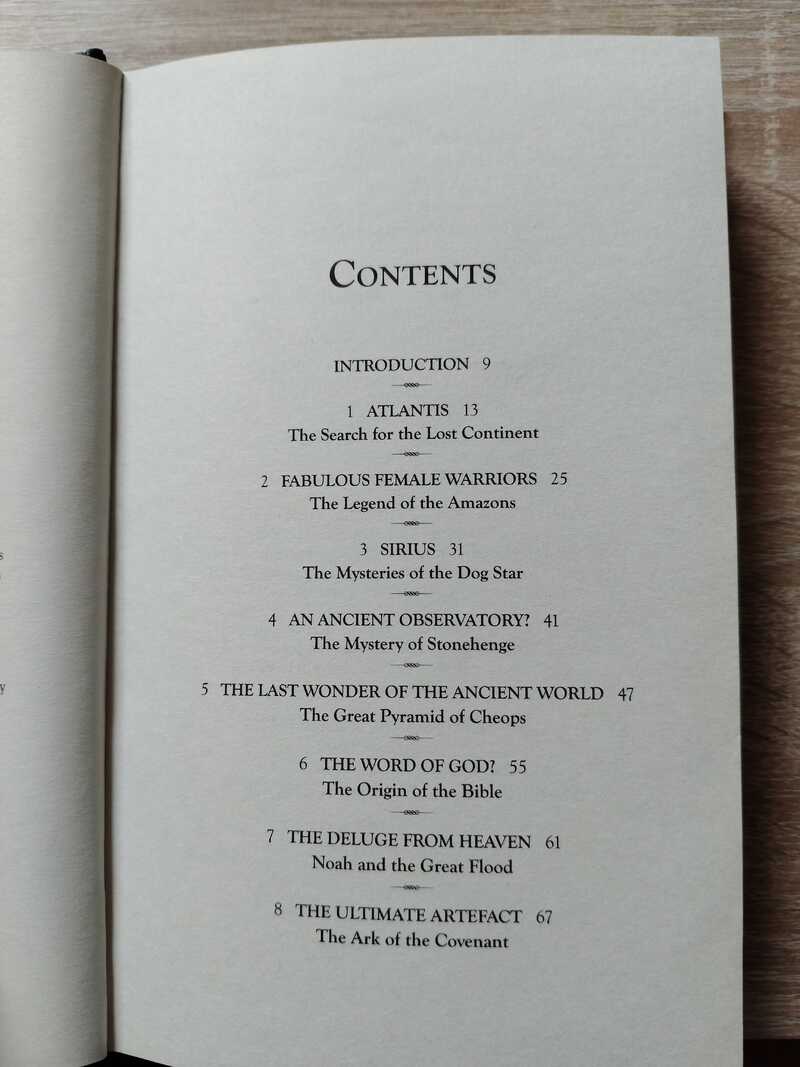 CONTENTS
INTRODUCTION 9
1 ATLANTIS 13
The Search for the Lost Continent
2 FABULOUS FEMALE WARRIORS 25
The Legend of the Amazons
3 SIRIUS 31
The Mysteries of the Dog Star
4 AN ANCIENT OBSERVATORY? 41
The Mystery of Stonehenge
5 THE LAST WONDER OF THE ANCIENT WORLD 47
The Great Pyramid of Cheops
6 THE WORD OF GOD? 55
The Origin of the Bible
7 THE DELUGE FROM HEAVEN 61
Noah and the Great Flood
8 THE ULTIMATE ARTEFACT 67
The Ark of the Covenant